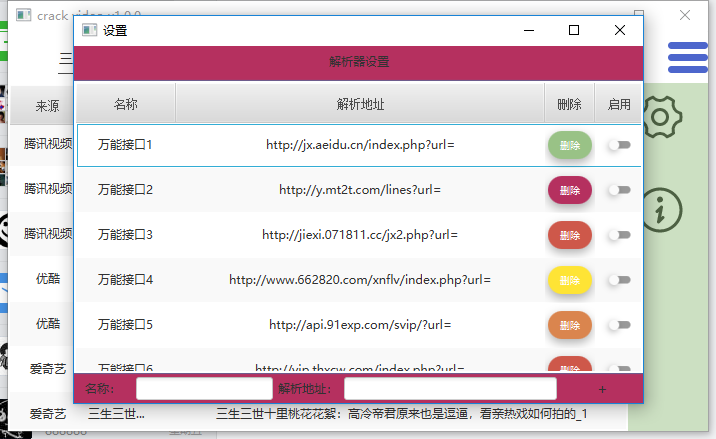 crack video v1.0.0
设置
解析器设置
三
来源
名称 解析地址 删除 启用
腾讯视频
万能接口1 http://jx.aeidu.cn/index.php?url= 删除
腾讯视频
万能接口2 http://y.mt2t.com/lines?url= 删除
腾讯视频
万能接口3 http://jiexi.071811.cc/jx2.php?url= 删除
优酷
万能接口4 http://www.662820.com/xnflv/index.php?url= 删除
优酷
万能接口5 http://api.91exp.com/svip/?url= 删除
爱奇艺
万能接口6 http://vip.thxcw.com/index.php?url= 删除
名称： 解析地址： +
爱奇艺 三生三世... 三生三世十里桃花花絮：高冷帝君原来也是逗逼，看亲热戏如何拍的_1